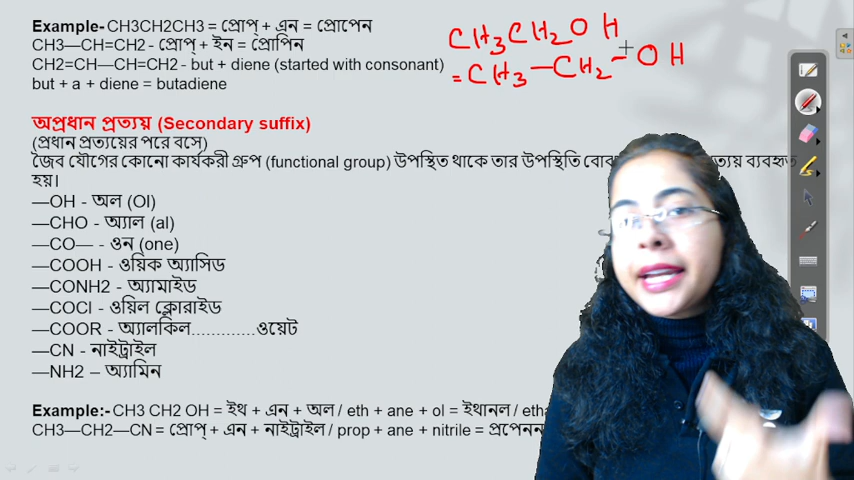 Example- CH3CH2CH3 = প্রোপ্ + এন = প্রোপেন
CH3—CH=CH2 - প্রোপ্ + ইন = প্রোপিন
CH2=CH—CH=CH2 - but + diene (started with consonant)
but + a + diene = butadiene
CH3CH2OH
= CH3 — CH2 - OH
অপ্রধান প্রত্যয় (Secondary suffix)
(প্রধান প্রত্যয়ের পরে বসে)
জৈব যৌগের কোনো কার্যকরী গ্রুপ (functional group) উপস্থিত থাকে তার উপস্থিতি ব্যবহৃত
হয়।
—OH - অল (Ol)
—CHO - অ্যাল (al)
—CO— - ওন্ (one)
—COOH - ওয়িক অ্যাসিড
—CONH2 - অ্যামাইড
—COCl - ওয়িল ক্লোরাইড
—COOR - অ্যালকিল.............ওয়েট
—CN - নাইট্রাইল
—NH2 – অ্যামিন
Example:- CH3 CH2 OH = ইথ + এন + অল / eth + ane + ol = ইথানল /
CH3—CH2—CN = প্রোপ্ + এন + নাইট্রাইল / prop + ane + nitrile =